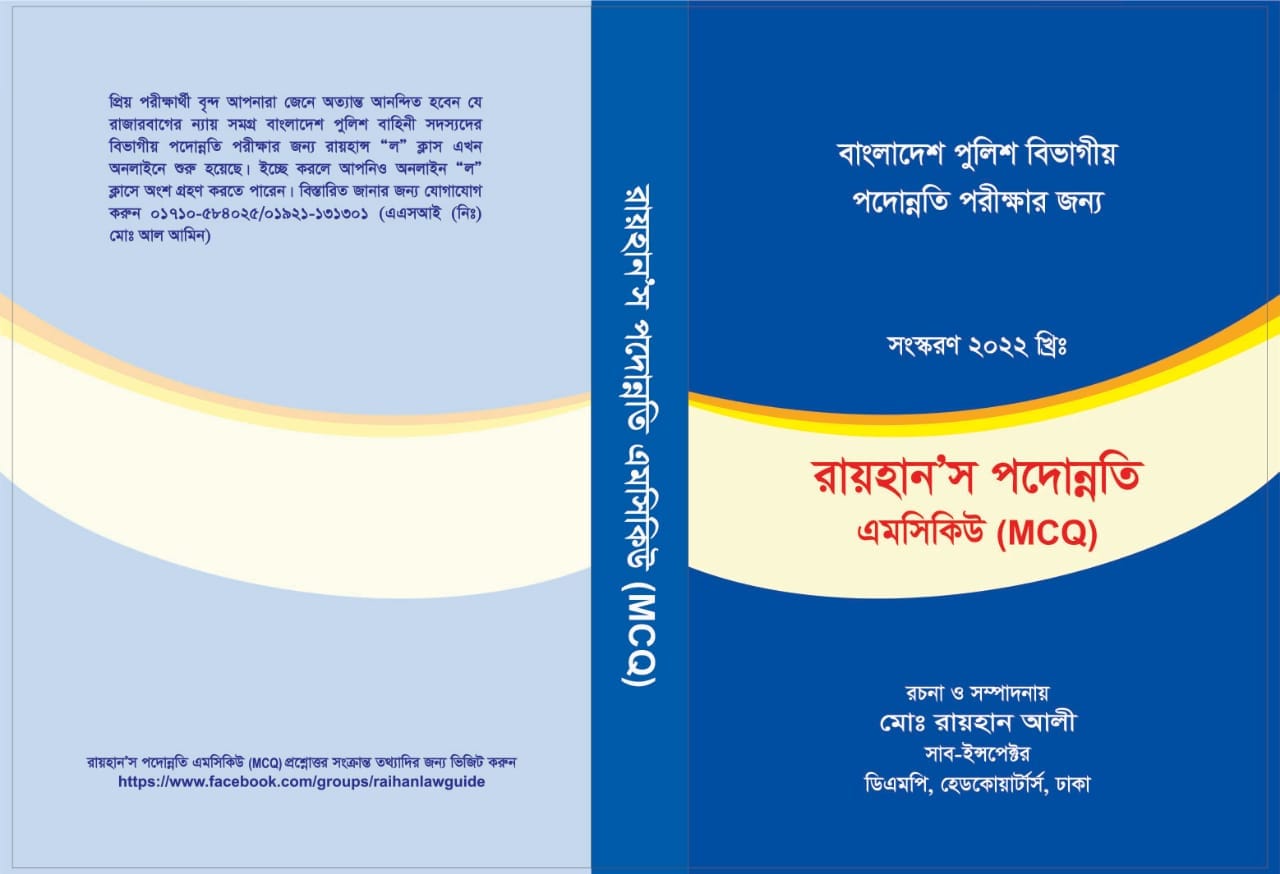 প্রিয় পরীক্ষার্থী বৃন্দ আপনারা জেনে অত্যান্ত আনন্দিত হবেন যে
রাজারবাগের ন্যায় সমগ্র বাংলাদেশ পুলিশ বাহিনী সদস্যদের
বিভাগীয় পদোন্নতি পরীক্ষার জন্য রায়হান্স “ল” ক্লাস এখন
অনলাইনে শুরু হয়েছে। ইচ্ছে করলে আপনিও অনলাইন “ল”
ক্লাসে অংশ গ্রহণ করতে পারেন। বিস্তারিত জানার জন্য যোগাযোগ
করুন ০১৭১০-৫৮৪০২৫/০১৯২১-১৩১৩০১ (এএসআই (নিঃ)
মোঃ আল আমিন)
রায়হান’স পদোন্নতি এমসিকিউ (MCQ) প্রশ্নোত্তর সংক্রান্ত তথ্যাদির জন্য ভিজিট করুন
https://www.facebook.com/groups/raihanlawguide
রায়হান’স পদোন্নতি এমসিকিউ (MCQ)
বাংলাদেশ পুলিশ বিভাগীয়
পদোন্নতি পরীক্ষার জন্য
সংস্করণ ২০২২ খ্রিঃ
রায়হান’স পদোন্নতি
এমসিকিউ (MCQ)
রচনা ও সম্পাদনায়
মোঃ রায়হান আলী
সাব-ইন্সপেক্টর
ডিএমপি, হেডকোয়ার্টার্স, ঢাকা